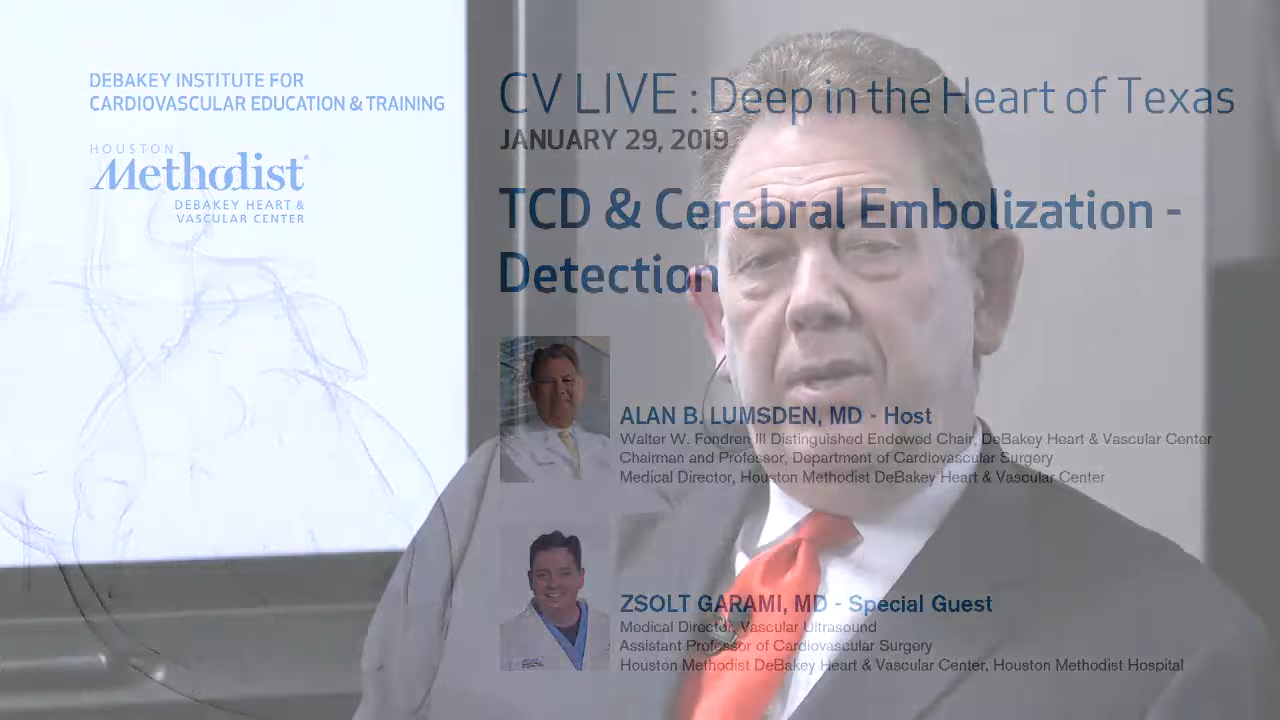 DEBAKEY INSTITUTE FOR
CARDIOVASCULAR EDUCATION & TRAINING
HOUSTON
Methodist
DEBAKEY HEART &
VASCULAR CENTER
CV LIVE : Deep in the Heart of Texas
JANUARY 29, 2019
TCD & Cerebral Embolization -
Detection
ALAN B. LUMSDEN, MD - Host
Walter W. Fondren III Distinguished Endowed Chair, DeBakey Heart & Vascular Center
Chairman and Professor, Department of Cardiovascular Surgery
Medical Director, Houston Methodist DeBakey Heart & Vascular Center
ZSOLT GARAMI, MD - Special Guest
Medical Director, Vascular Ultrasound
Assistant Professor of Cardiovascular Surgery
Houston Methodist DeBakey Heart & Vascular Center, Houston Methodist Hospital